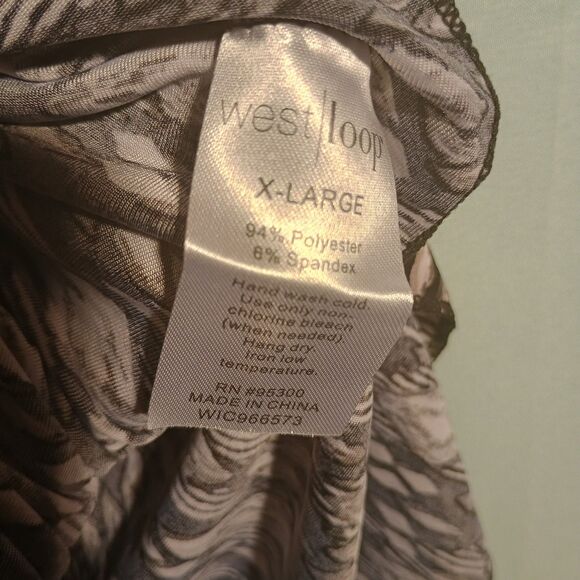 west|loop
X-LARGE
94% Polyester
6% Spandex
Hand wash cold.
Use only non-
chlorine bleach
(when needed).
Hang dry.
Iron low
temperature.
RN #95300
MADE IN CHINA
WIC966573